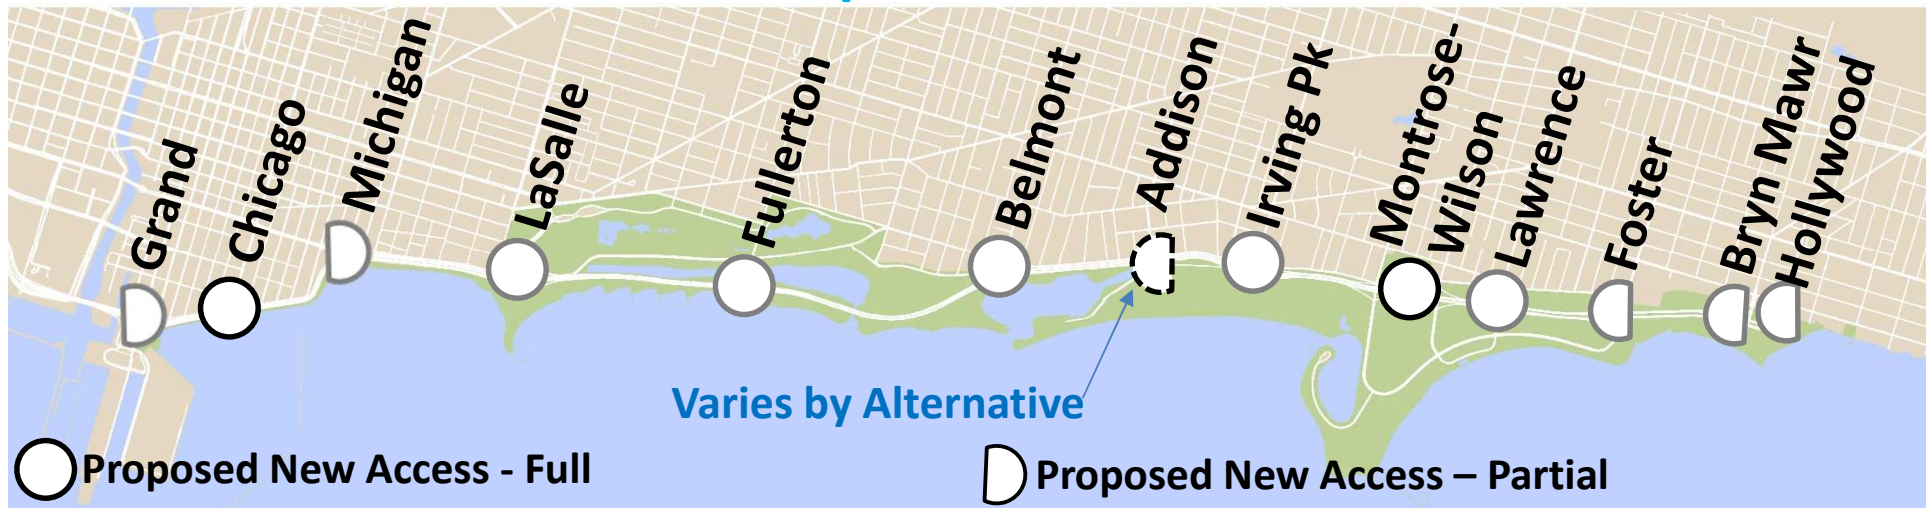 Grand
Chicago
Michigan
LaSalle
Fullerton
Belmont
Addison
Irving Pk
Montrose-
Wilson
Lawrence
Foster
Bryn Mawr
Hollywood
Varies by Alternative
Proposed New Access - Full
Proposed New Access – Partial